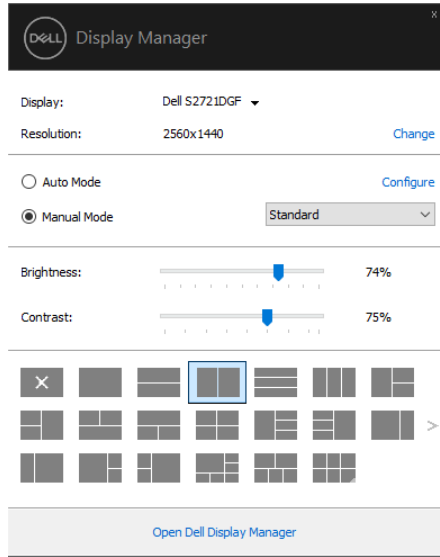 x
DELL Display Manager
Display: Dell S2721DGF
Resolution: 2560x1440 Change
Auto Mode Configure
Manual Mode Standard
Brightness: 74%
Contrast: 75%
Open Dell Display Manager